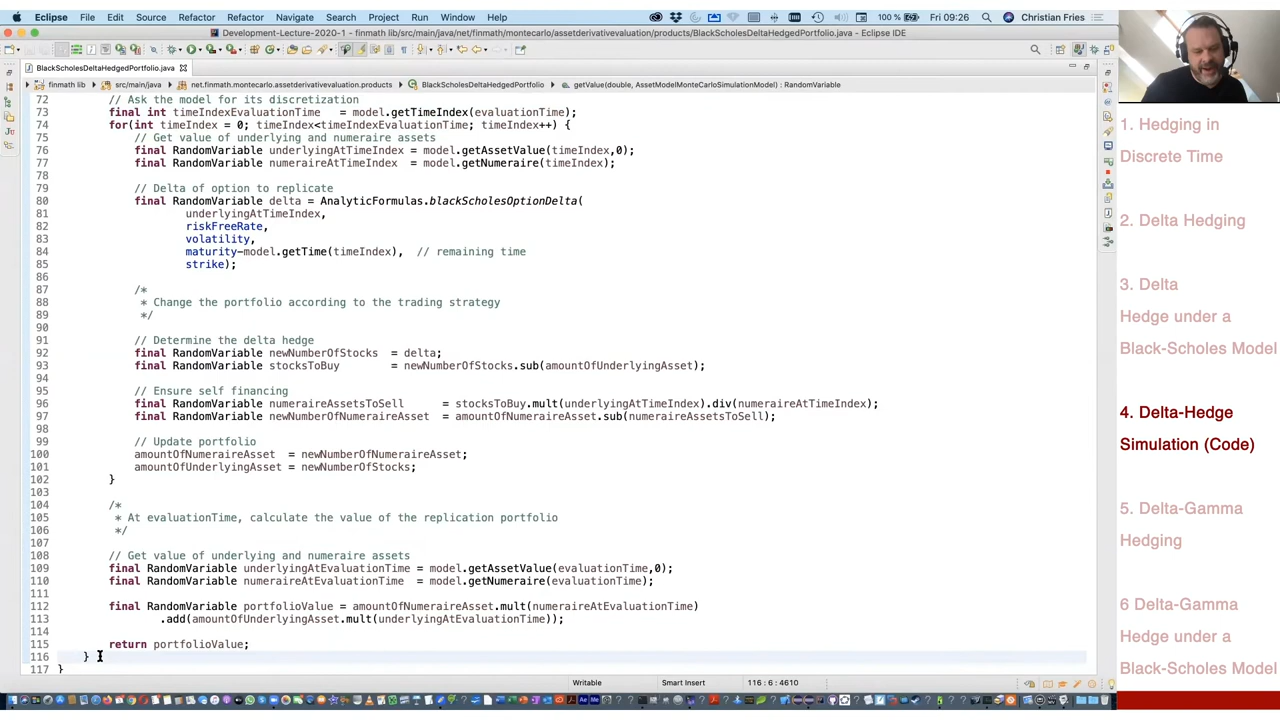 Eclipse File Edit Source Refactor Refactor Navigate Search Project Run Window Help 100 % Fri 09:26 Christian Fries
Development-Lecture-2020-1 - finmath lib/src/main/java/net/finmath/montecarlo/assetderivativevaluation/products/BlackScholesDeltaHedgedPortfolio.java - Eclipse IDE
BlackScholesDeltaHedgedPortfolio.java
finmath lib src/main/java net.finmath.montecarlo.assetderivativevaluation.products BlackScholesDeltaHedgedPortfolio getValue(double, AssetModelMonteCarloSimulationModel) : RandomVariable
72 // Ask the model for its discretization
73 final int timeIndexEvaluationTime = model.getTimeIndex(evaluationTime);
74 for(int timeIndex = 0; timeIndex<timeIndexEvaluationTime; timeIndex++) {
75 // Get value of underlying and numeraire assets
76 final RandomVariable underlyingAtTimeIndex = model.getAssetValue(timeIndex,0);
77 final RandomVariable numeraireAtTimeIndex = model.getNumeraire(timeIndex);
78
79 // Delta of option to replicate
80 final RandomVariable delta = AnalyticFormulas.blackScholesOptionDelta(
81 underlyingAtTimeIndex,
82 riskFreeRate,
83 volatility,
84 maturity-model.getTime(timeIndex), // remaining time
85 strike);
86
87 /*
88 * Change the portfolio according to the trading strategy
89 */
90
91 // Determine the delta hedge
92 final RandomVariable newNumberOfStocks = delta;
93 final RandomVariable stocksToBuy = newNumberOfStocks.sub(amountOfUnderlyingAsset);
94
95 // Ensure self financing
96 final RandomVariable numeraireAssetsToSell = stocksToBuy.mult(underlyingAtTimeIndex).div(numeraireAtTimeIndex);
97 final RandomVariable newNumberOfNumeraireAsset = amountOfNumeraireAsset.sub(numeraireAssetsToSell);
98
99 // Update portfolio
100 amountOfNumeraireAsset = newNumberOfNumeraireAsset;
101 amountOfUnderlyingAsset = newNumberOfStocks;
102 }
103
104 /*
105 * At evaluationTime, calculate the value of the replication portfolio
106 */
107
108 // Get value of underlying and numeraire assets
109 final RandomVariable underlyingAtEvaluationTime = model.getAssetValue(evaluationTime,0);
110 final RandomVariable numeraireAtEvaluationTime = model.getNumeraire(evaluationTime);
111
112 final RandomVariable portfolioValue = amountOfNumeraireAsset.mult(numeraireAtEvaluationTime)
113 .add(amountOfUnderlyingAsset.mult(underlyingAtEvaluationTime));
114
115 return portfolioValue;
116 }
117 }
Writable Smart Insert 116 : 6 : 4610
1. Hedging in
Discrete Time
2. Delta Hedging
3. Delta
Hedge under a
Black-Scholes Model
4. Delta-Hedge
Simulation (Code)
5. Delta-Gamma
Hedging
6 Delta-Gamma
Hedge under a
Black-Scholes Model